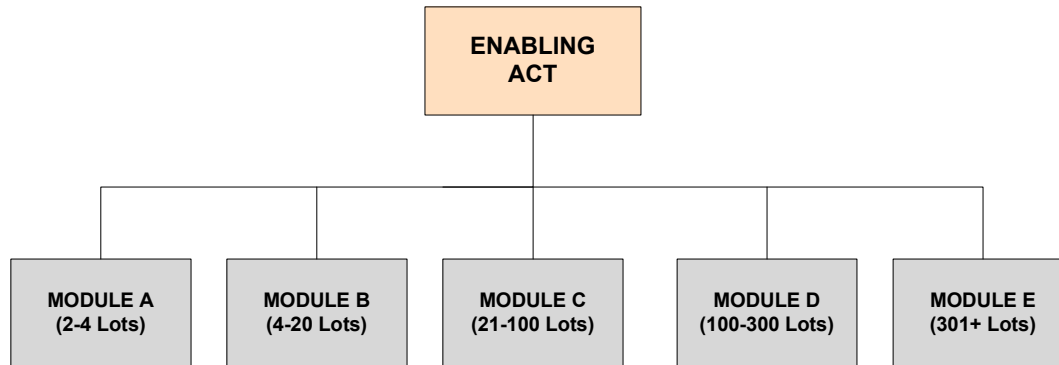 ENABLING
ACT
MODULE A
(2-4 Lots)
MODULE B
(4-20 Lots)
MODULE C
(21-100 Lots)
MODULE D
(100-300 Lots)
MODULE E
(301+ Lots)